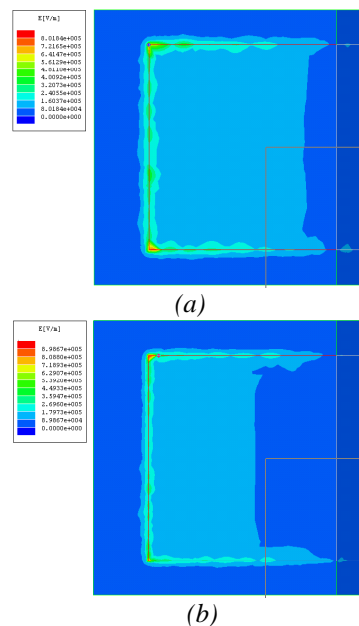 E[V/m]
8.0184e+005
7.2165e+005
6.4147e+005
5.6129e+005
4.8110e+005
4.0092e+005
3.2073e+005
2.4055e+005
1.6037e+005
8.0184e+004
0.0000e+000
(a)
E[V/m]
8.9867e+005
8.0880e+005
7.1893e+005
6.2907e+005
5.3920e+005
4.4933e+005
3.5947e+005
2.6960e+005
1.7973e+005
8.9867e+004
0.0000e+000
(b)